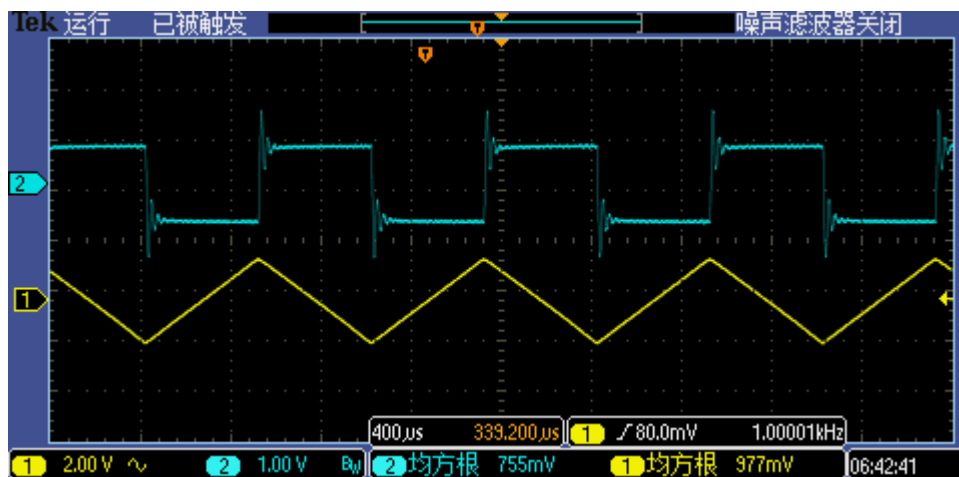 Tek 运行 已被触发 噪声滤波器关闭
T
T
2
1
400µs 339.200µs 1 80.0mV 1.00001kHz
1 2.00 V 2 1.00 V BW 2 均方根 755mV 1 均方根 977mV 06:42:41